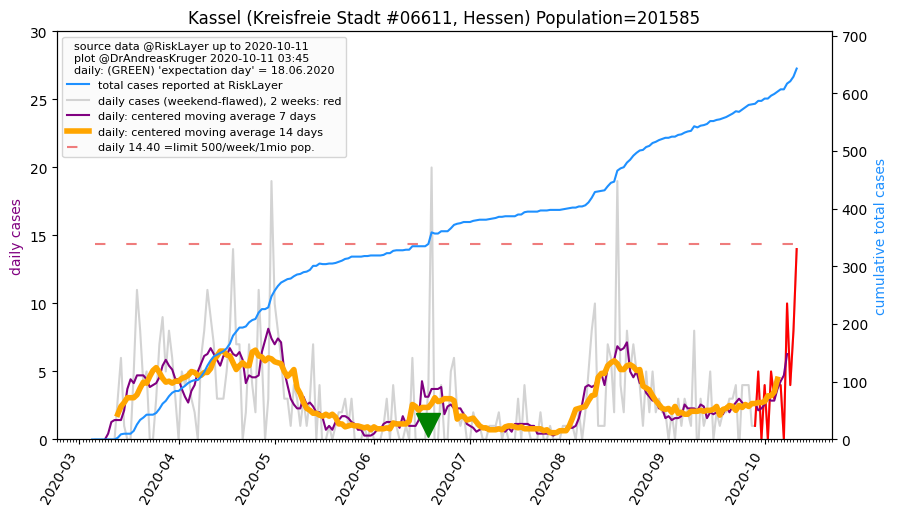 Kassel (Kreisfreie Stadt #06611, Hessen) Population=201585
source data @RiskLayer up to 2020-10-11
plot @DrAndreasKruger 2020-10-11 03:45
daily: (GREEN) 'expectation day' = 18.06.2020
total cases reported at RiskLayer
daily cases (weekend-flawed), 2 weeks: red
daily: centered moving average 7 days
daily: centered moving average 14 days
daily 14.40 =limit 500/week/1mio pop.
daily cases
30
25
20
15
10
5
0
cumulative total cases
700
600
500
400
300
200
100
0
2020-03
2020-04
2020-05
2020-06
2020-07
2020-08
2020-09
2020-10